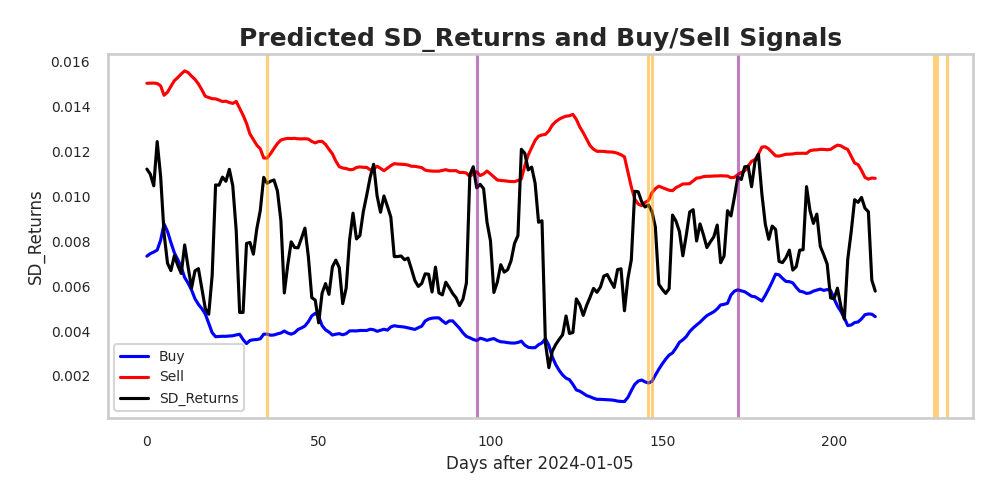 Predicted SD_Returns and Buy/Sell Signals
0.016
0.014
0.012
0.010
0.008
0.006
0.004
0.002
SD_Returns
Buy
Sell
SD_Returns
0 50 100 150 200
Days after 2024-01-05